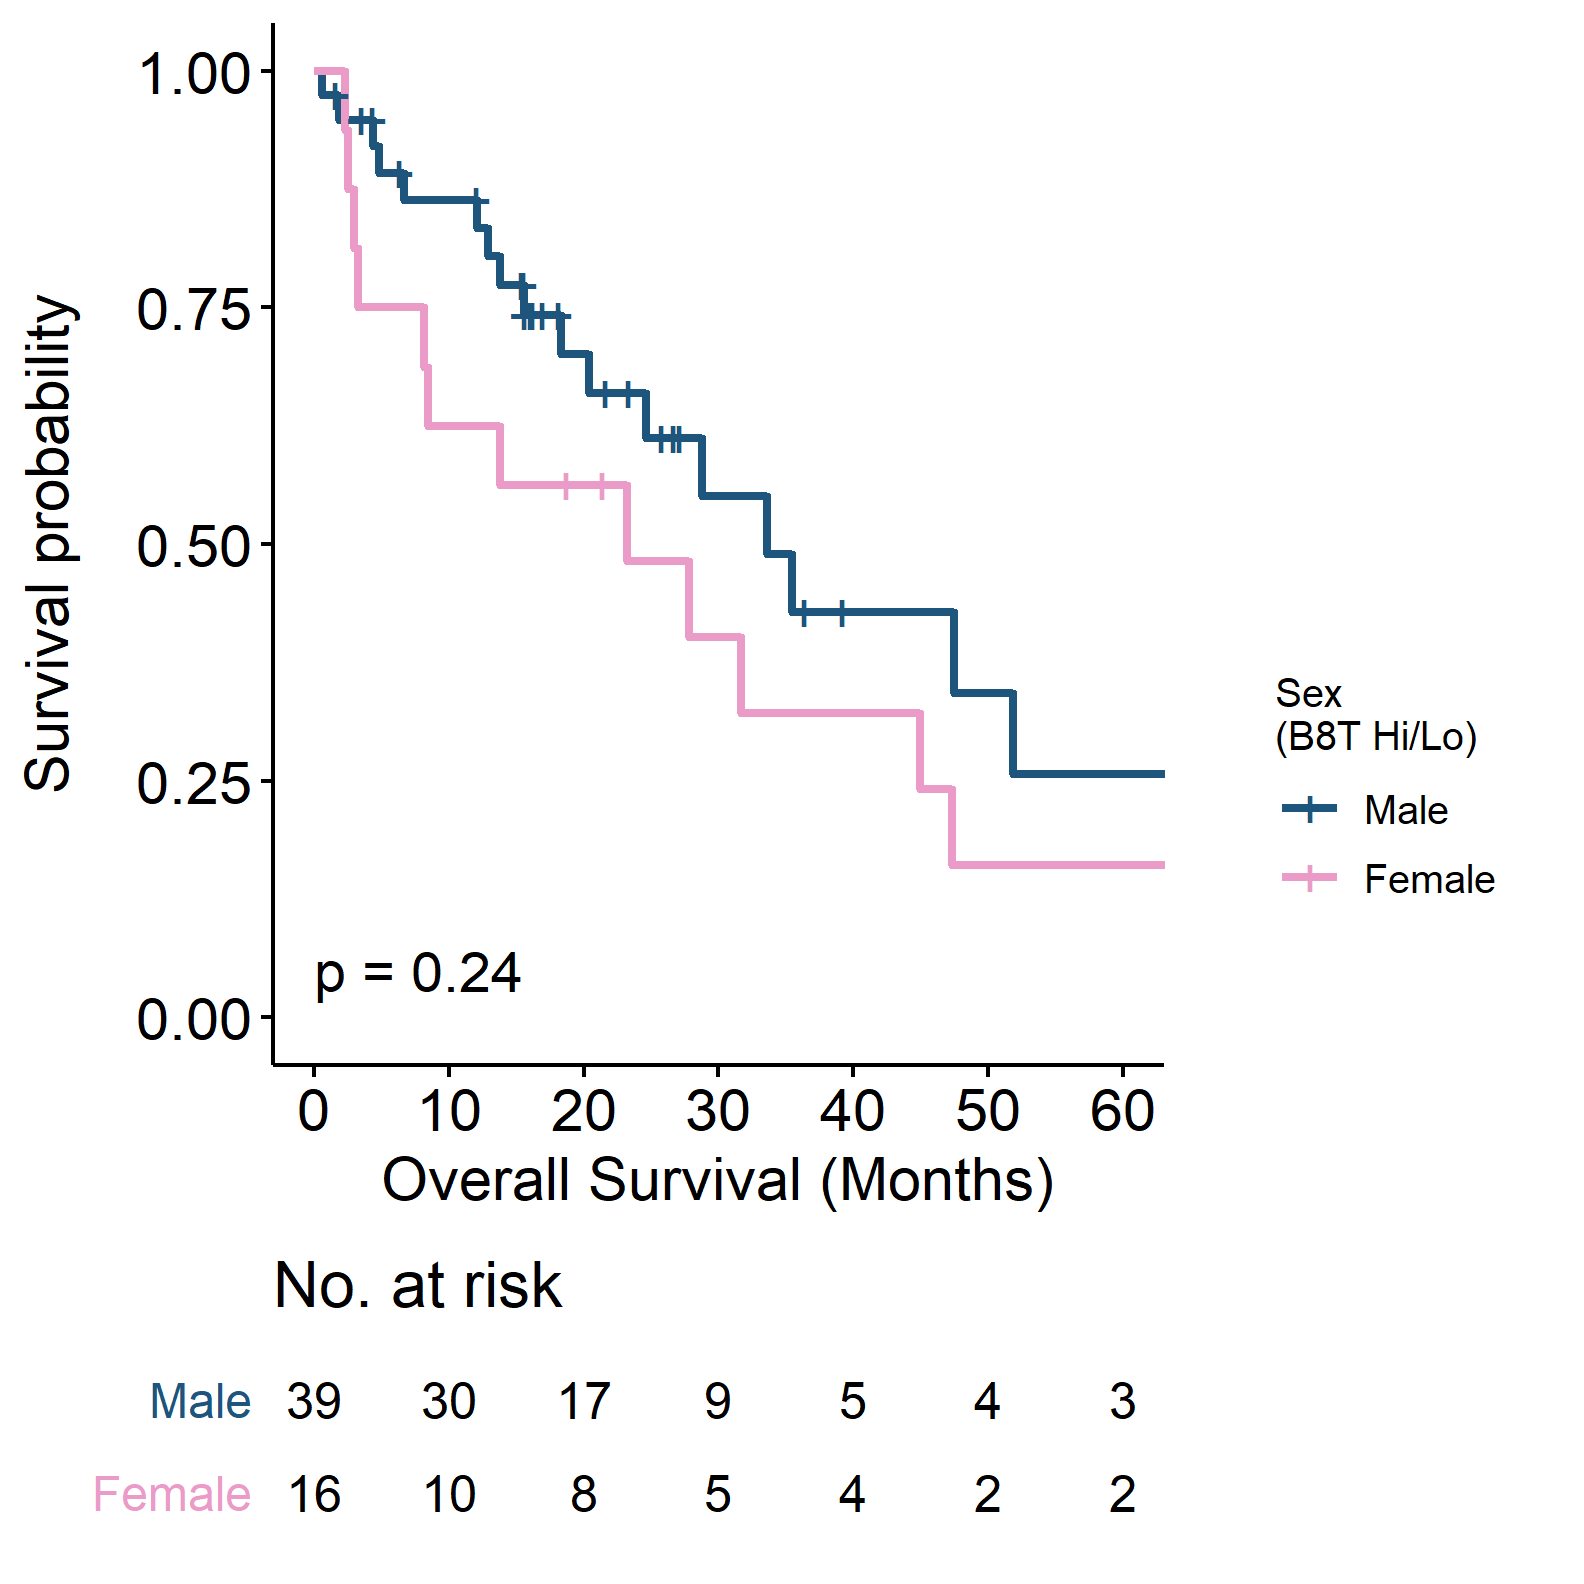 Survival probability
1.00
0.75
0.50
0.25
0.00
p = 0.24
0 10 20 30 40 50 60
Overall Survival (Months)
Sex
(B8T Hi/Lo)
Male
Female
No. at risk
Male 39 30 17 9 5 4 3
Female 16 10 8 5 4 2 2